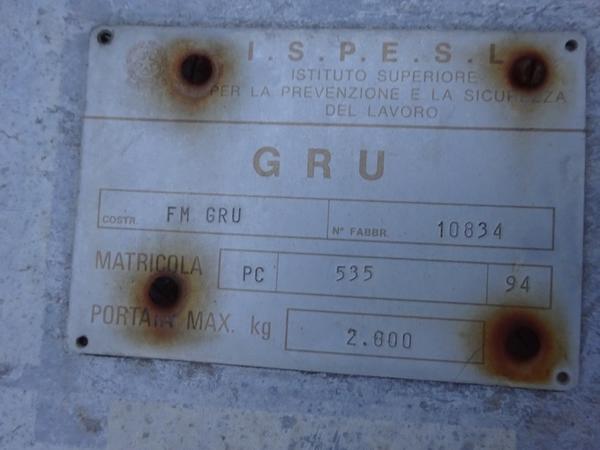 I.S.P.E.S.L
ISTITUTO SUPERIORE
PER LA PREVENZIONE E LA SICUREZZA
DEL LAVORO
GRU
COSTR. FM GRU N° FABBR. 10834
MATRICOLA PC 535 94
PORTATA MAX. kg 2.800